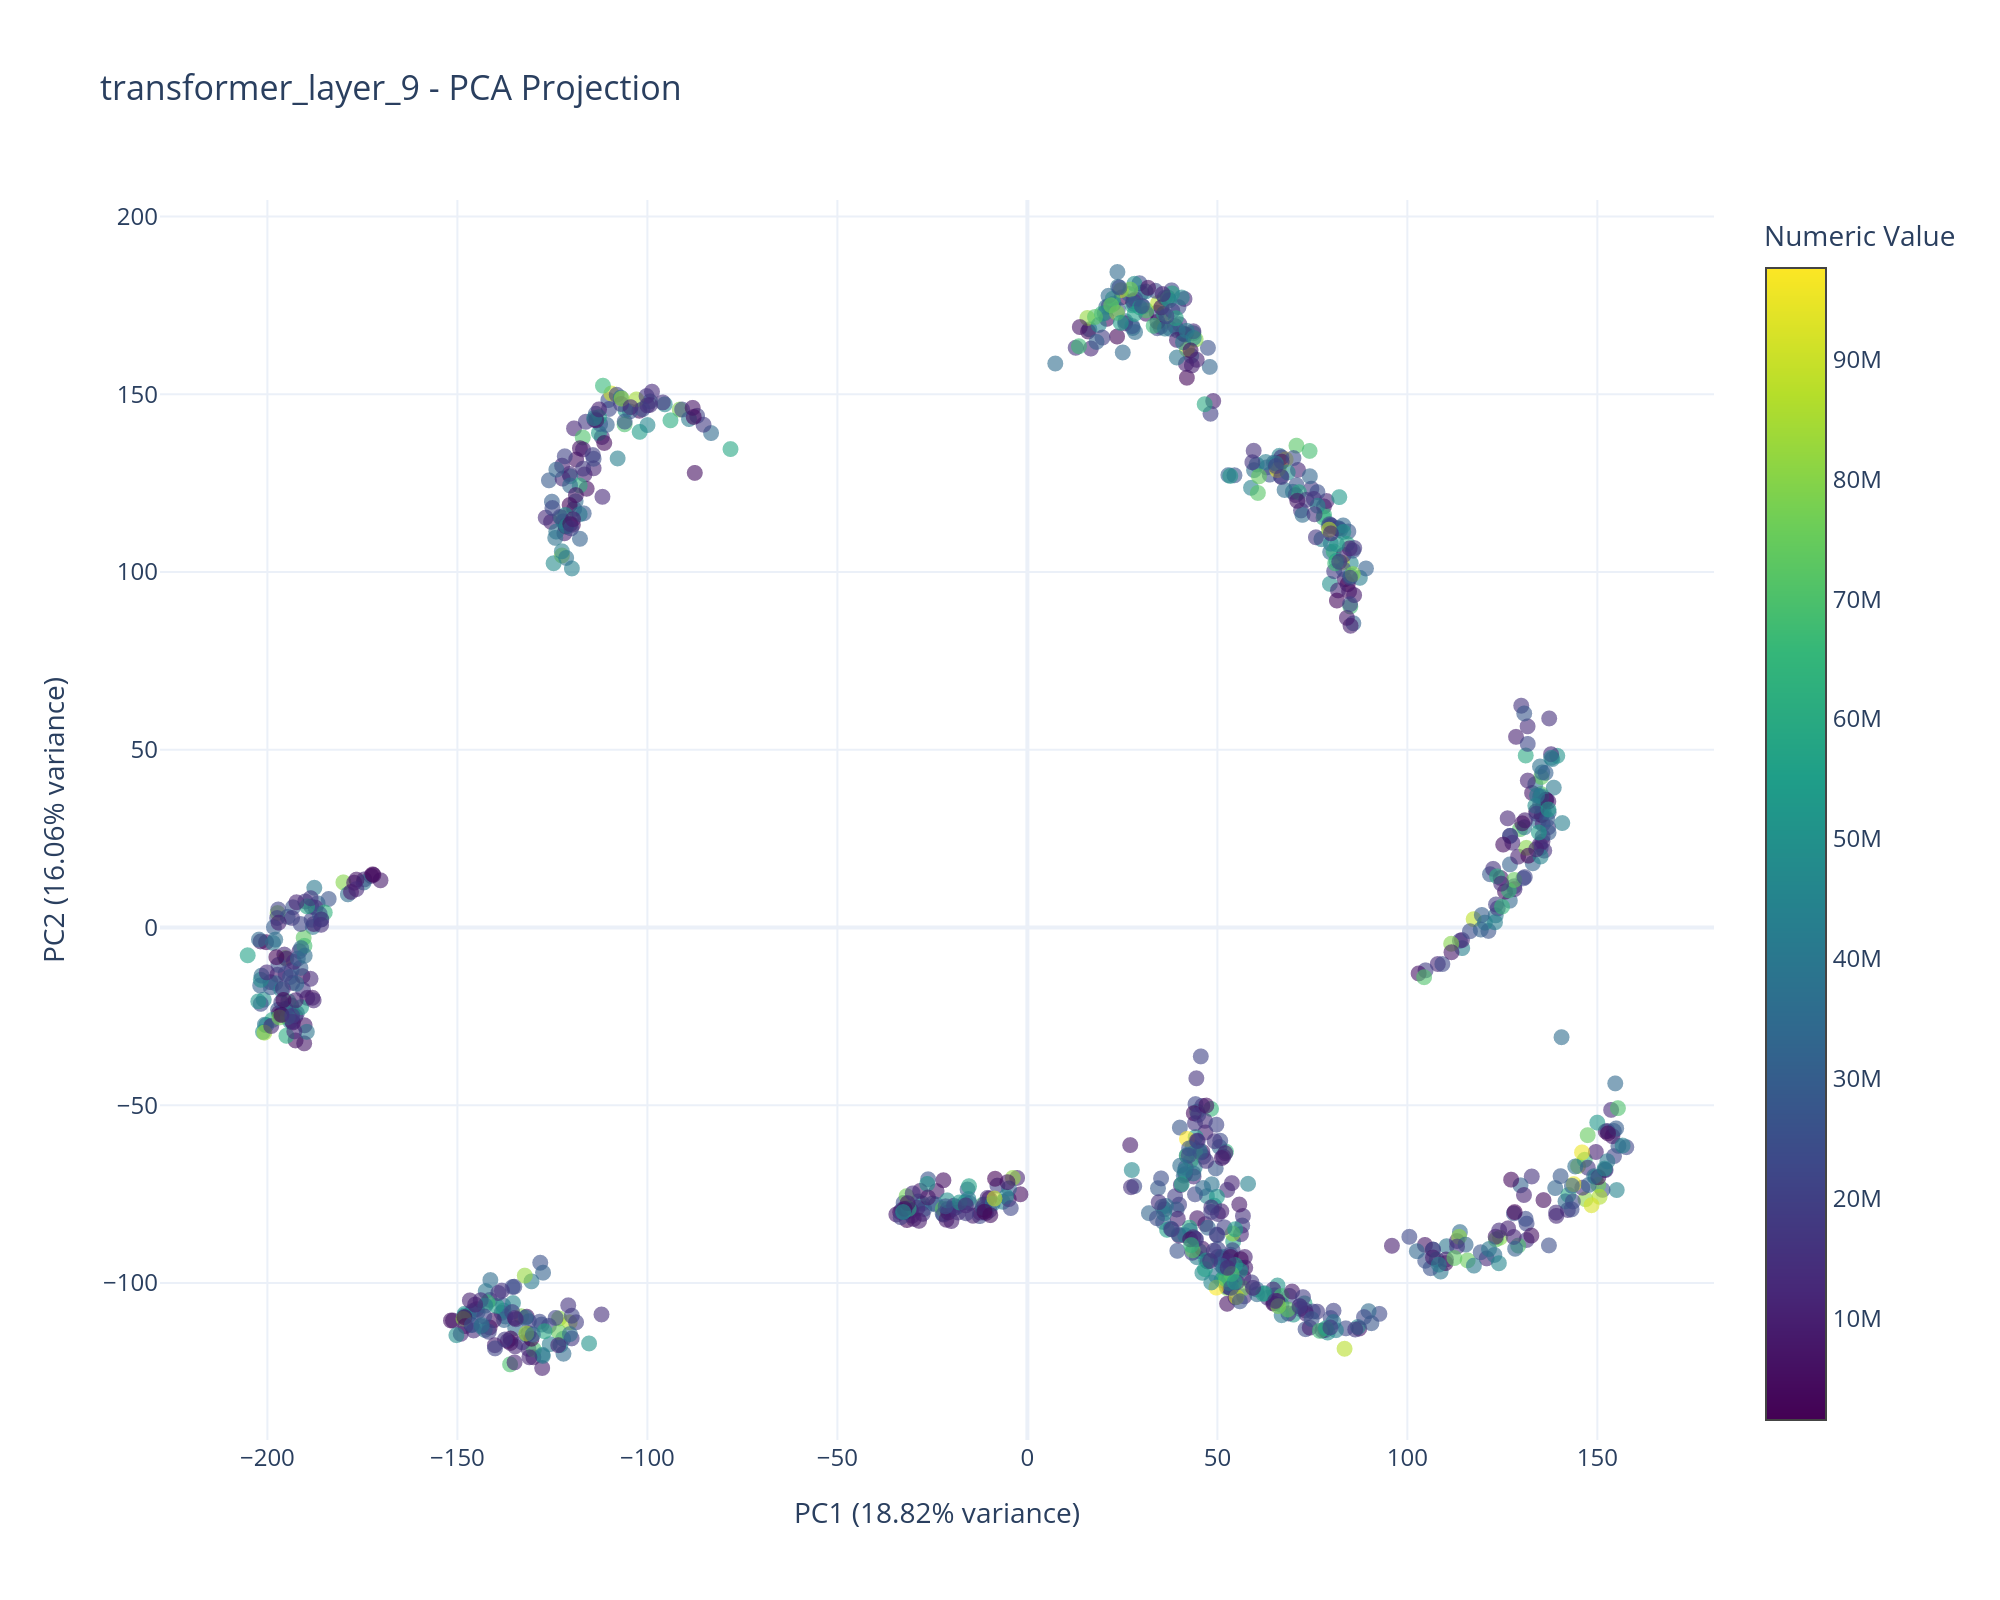 transformer_layer_9 - PCA Projection
Numeric Value
200
150
100
50
0
−50
−100
PC2 (16.06% variance)
−200
−150
−100
−50
0
50
100
150
PC1 (18.82% variance)
90M
80M
70M
60M
50M
40M
30M
20M
10M